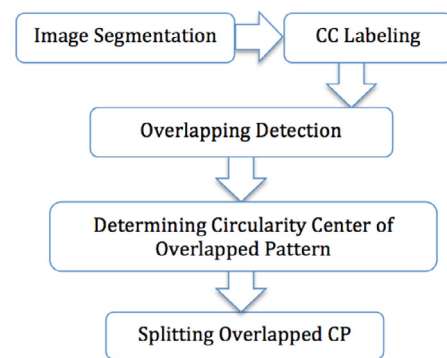 Image Segmentation
CC Labeling
Overlapping Detection
Determining Circularity Center of
Overlapped Pattern
Splitting Overlapped CP